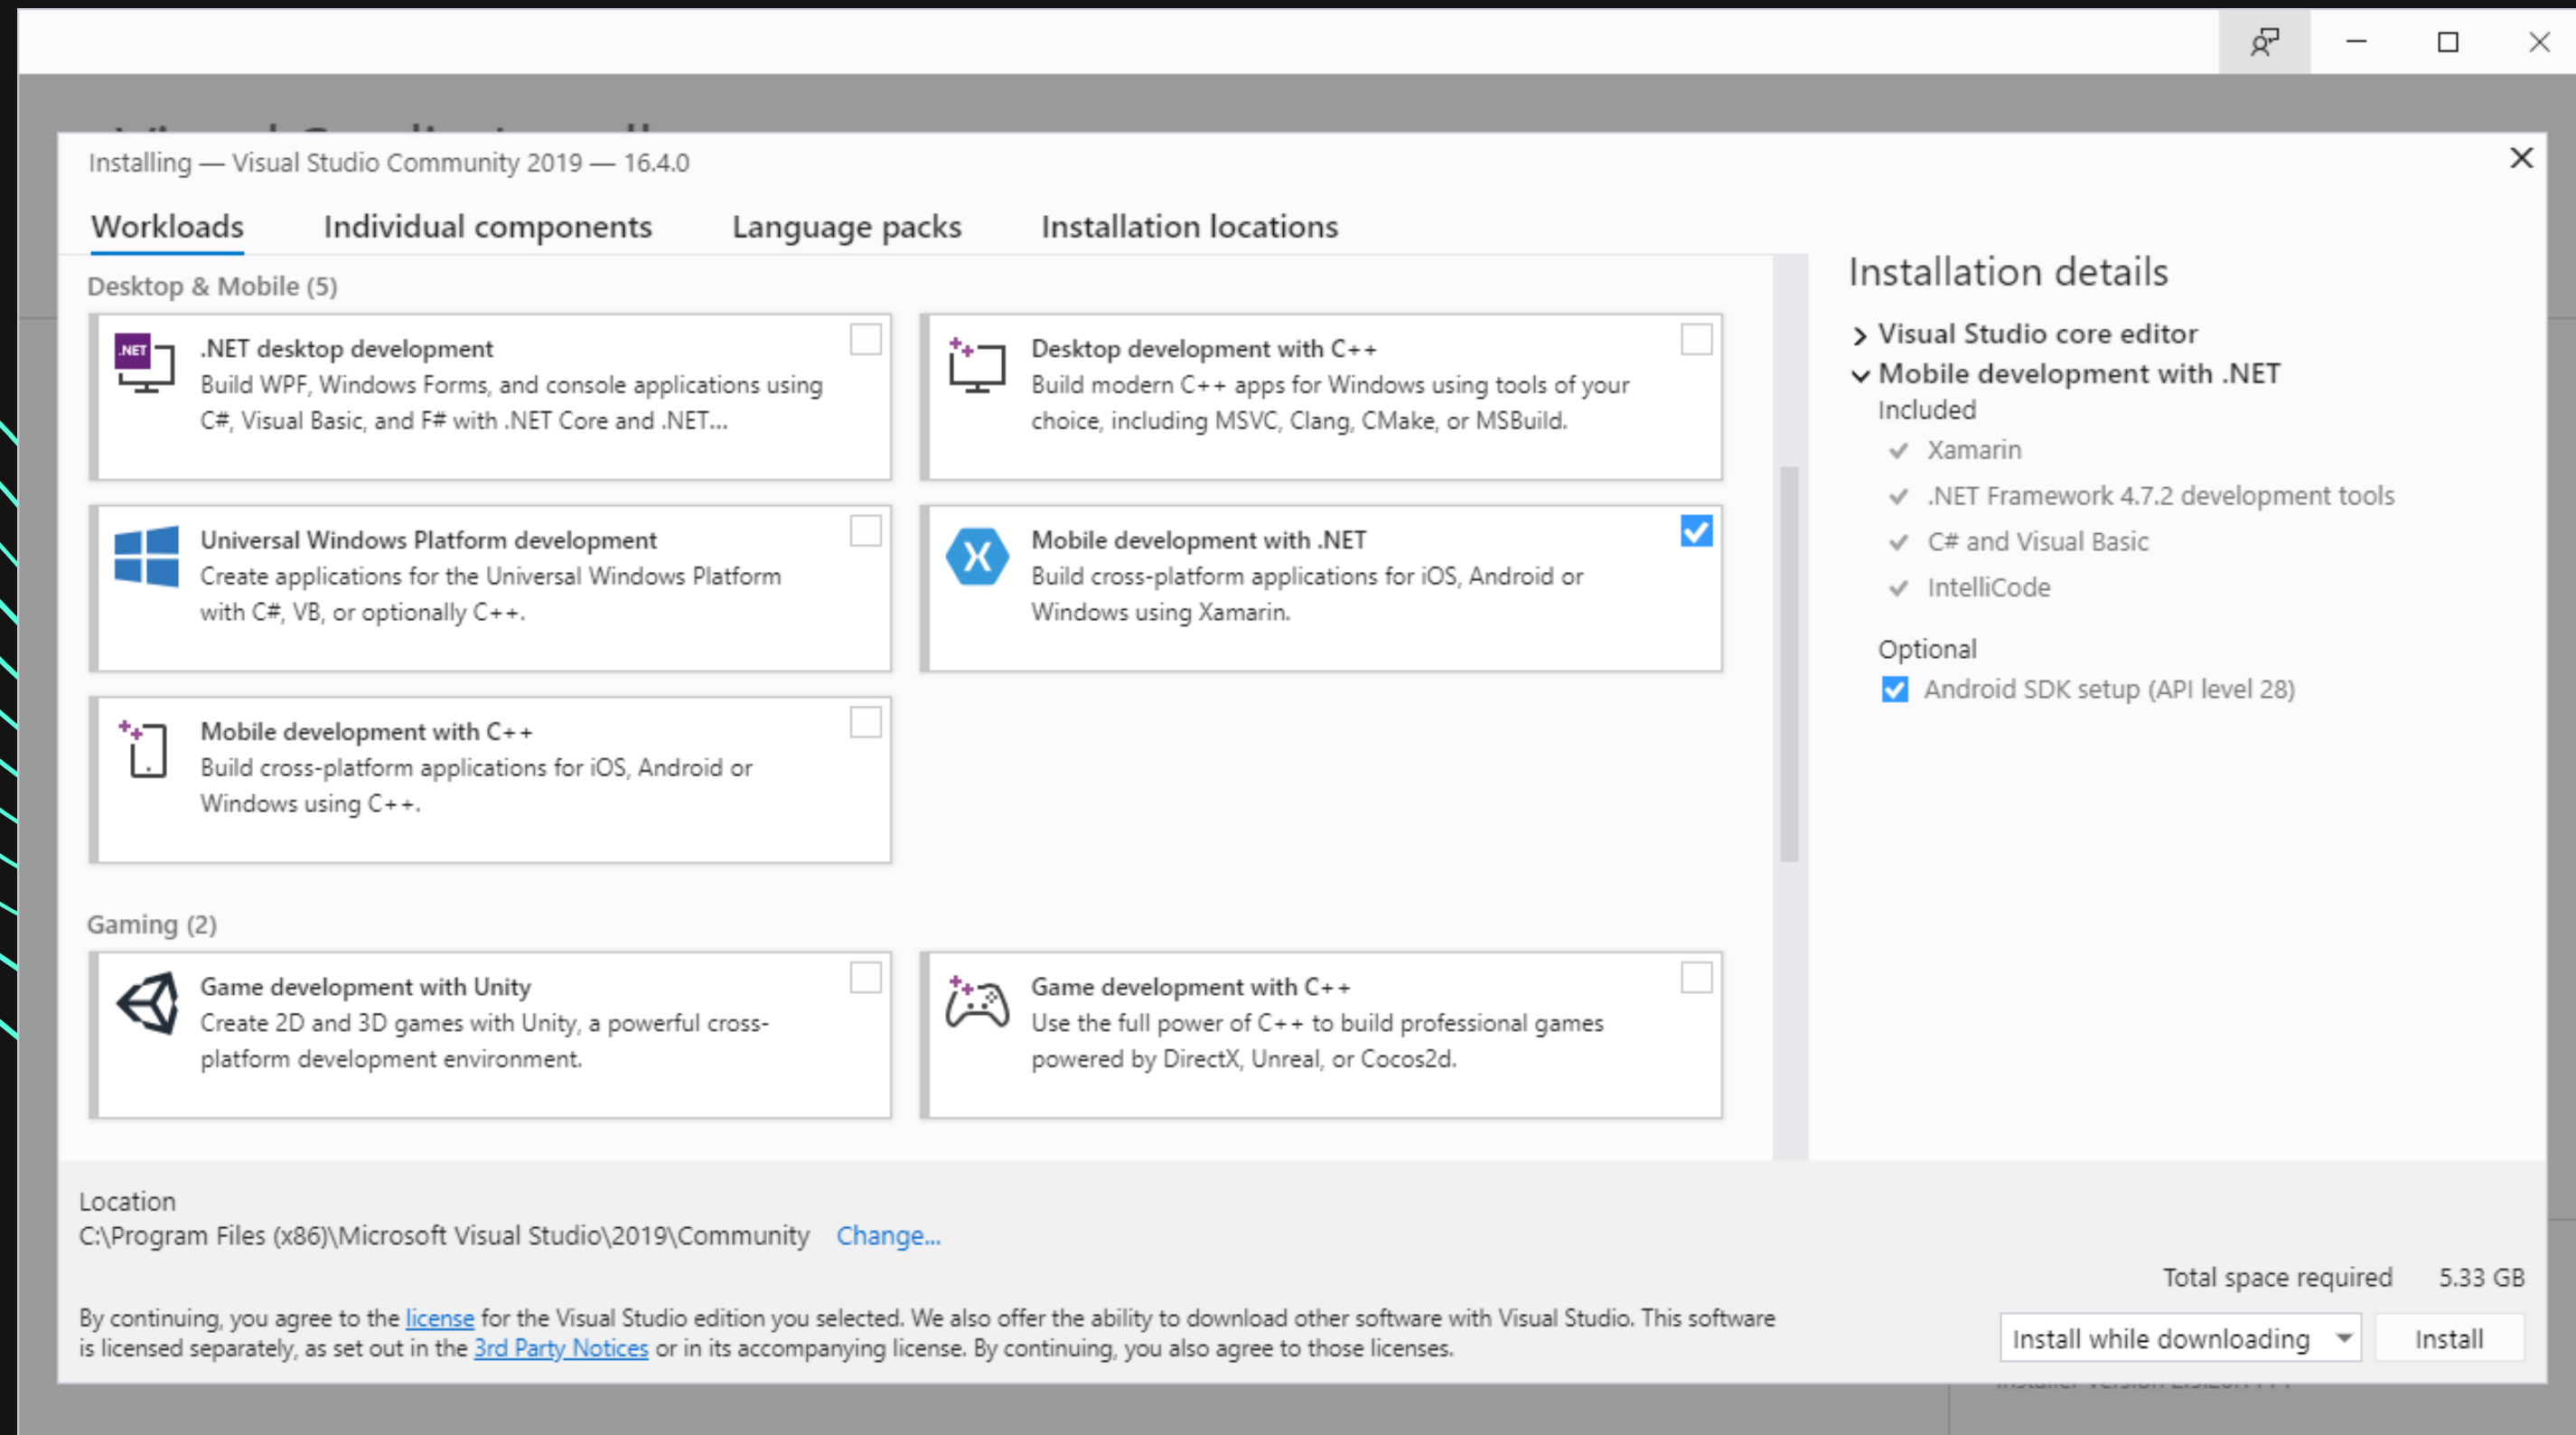 Installing — Visual Studio Community 2019 — 16.4.0
Workloads
Individual components
Language packs
Installation locations
Desktop & Mobile (5)
.NET
.NET desktop development
Build WPF, Windows Forms, and console applications using
C#, Visual Basic, and F# with .NET Core and .NET...
Desktop development with C++
Build modern C++ apps for Windows using tools of your
choice, including MSVC, Clang, CMake, or MSBuild.
Universal Windows Platform development
Create applications for the Universal Windows Platform
with C#, VB, or optionally C++.
Mobile development with .NET
Build cross-platform applications for iOS, Android or
Windows using Xamarin.
Mobile development with C++
Build cross-platform applications for iOS, Android or
Windows using C++.
Gaming (2)
Game development with Unity
Create 2D and 3D games with Unity, a powerful cross-
platform development environment.
Game development with C++
Use the full power of C++ to build professional games
powered by DirectX, Unreal, or Cocos2d.
Installation details
Visual Studio core editor
Mobile development with .NET
Included
Xamarin
.NET Framework 4.7.2 development tools
C# and Visual Basic
IntelliCode
Optional
Android SDK setup (API level 28)
Location
C:\Program Files (x86)\Microsoft Visual Studio\2019\Community Change...
By continuing, you agree to the license for the Visual Studio edition you selected. We also offer the ability to download other software with Visual Studio. This software
is licensed separately, as set out in the 3rd Party Notices or in its accompanying license. By continuing, you also agree to those licenses.
Total space required 5.33 GB
Install while downloading
Install